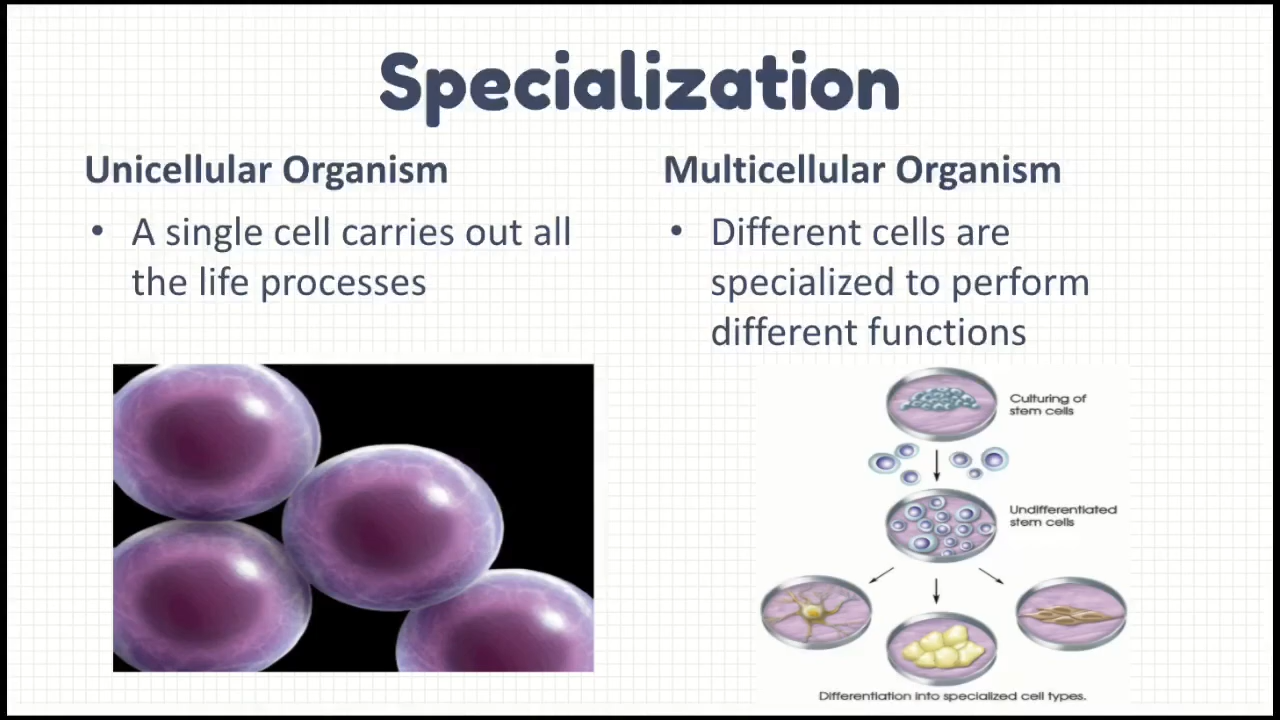 Specialization
Unicellular Organism
• A single cell carries out all
the life processes
Multicellular Organism
• Different cells are
specialized to perform
different functions
Culturing of
stem cells
Undifferentiated
stem cells
Differentiation into specialized cell types.